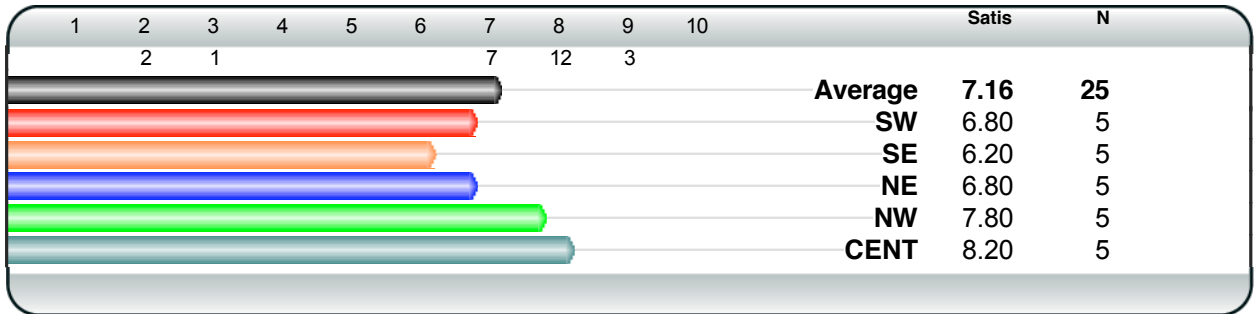 1 2 3 4 5 6 7 8 9 10 Satis N
2 1 7 12 3
Average 7.16 25
SW 6.80 5
SE 6.20 5
NE 6.80 5
NW 7.80 5
CENT 8.20 5